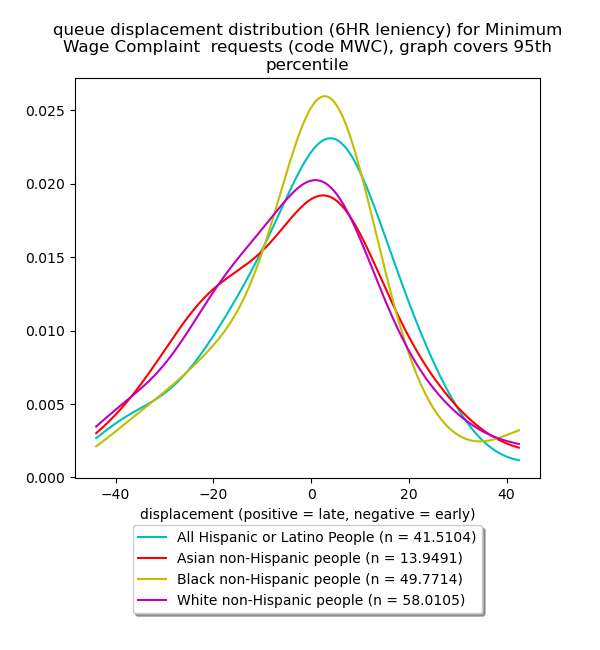 queue displacement distribution (6HR leniency) for Minimum
Wage Complaint  requests (code MWC), graph covers 95th
percentile
0.025
0.020
0.015
0.010
0.005
0.000
−40 −20 0 20 40
displacement (positive = late, negative = early)
All Hispanic or Latino People (n = 41.5104)
Asian non-Hispanic people (n = 13.9491)
Black non-Hispanic people (n = 49.7714)
White non-Hispanic people (n = 58.0105)